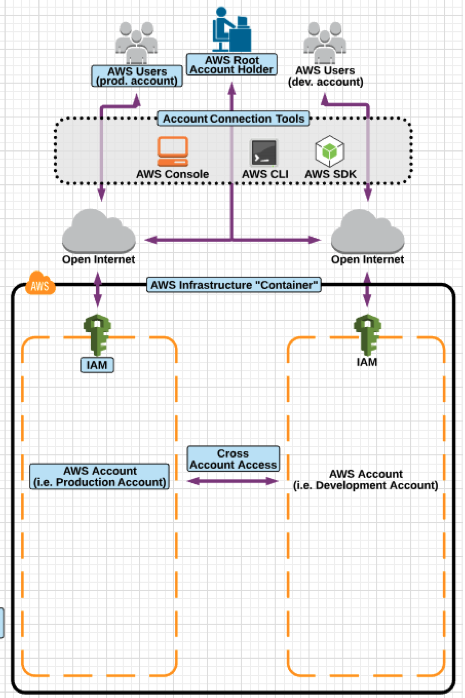 AWS Users
(prod. account)
AWS Root
Account Holder
AWS Users
(dev. account)
Account Connection Tools
AWS Console
AWS CLI
AWS SDK
Open Internet
Open Internet
AWS
AWS Infrastructure "Container"
IAM
IAM
AWS Account
(i.e. Production Account)
Cross
Account Access
AWS Account
(i.e. Development Account)